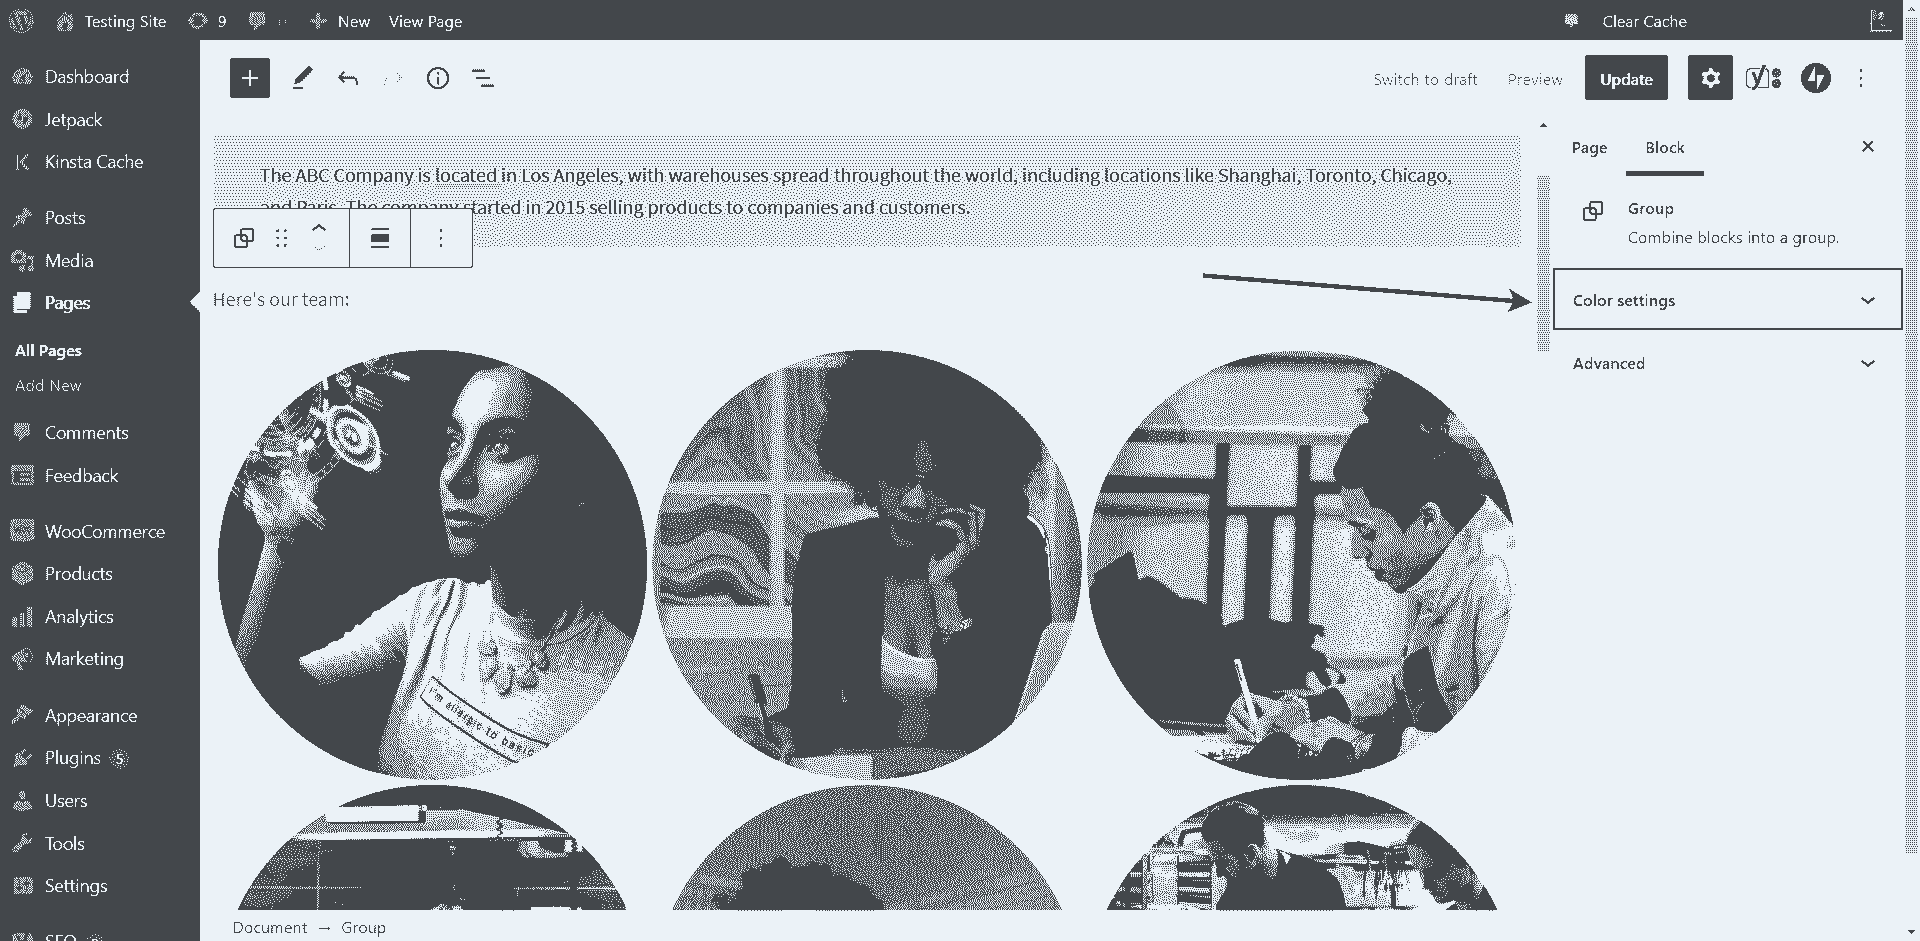 Testing Site
9
New
View Page
Clear Cache
Dashboard
Jetpack
Kinsta Cache
Posts
Media
Pages
All Pages
Add New
Comments
Feedback
WooCommerce
Products
Analytics
Marketing
Appearance
Plugins 5
Users
Tools
Settings
SEO
Switch to draft
Preview
Update
The ABC Company is located in Los Angeles, with warehouses spread throughout the world, including locations like Shanghai, Toronto, Chicago,
and Paris. The company started in 2015 selling products to companies and customers.
Here's our team:
i'm allergic to basic
Document → Group
Page
Block
Group
Combine blocks into a group.
Color settings
Advanced